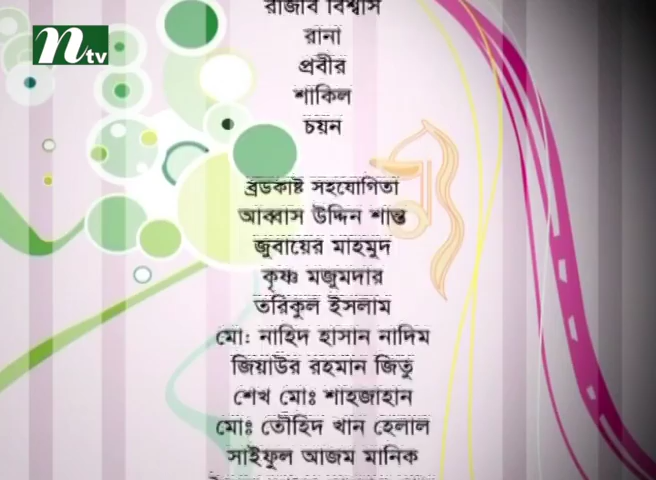 ntv
রাজীব বিশ্বাস
রানা
প্রবীর
শাকিল
চয়ন
ব্রডকাষ্ট সহযোগিতা
আব্বাস উদ্দিন শান্ত
জুবায়ের মাহমুদ
কৃষ্ণ মজুমদার
তরিকুল ইসলাম
মো: নাহিদ হাসান নাদিম
জিয়াউর রহমান জিতু
শেখ মোঃ শাহজাহান
মোঃ তৌহিদ খান হেলাল
সাইফুল আজম মানিক